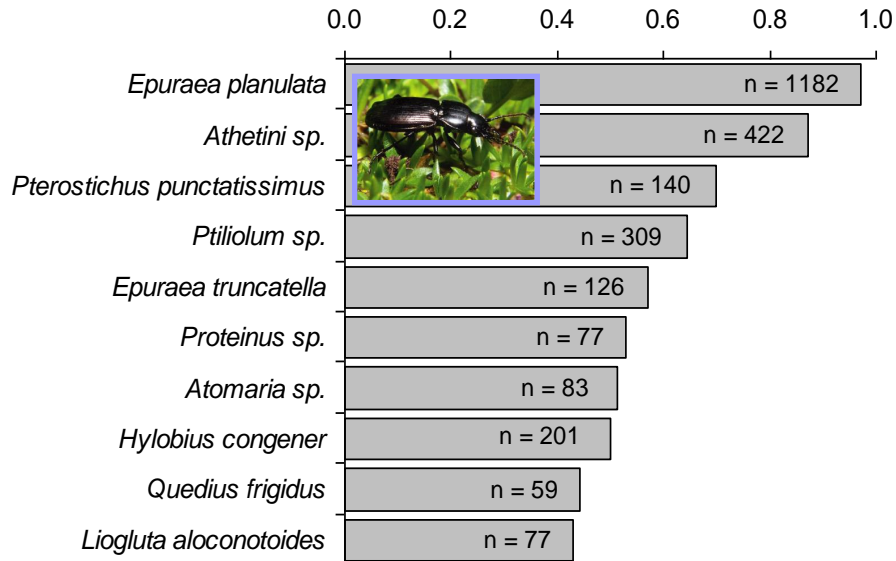 0.0 0.2 0.4 0.6 0.8 1.0
Epuraea planulata n = 1182
Athetini sp. n = 422
Pterostichus punctatissimus n = 140
Ptiliolum sp. n = 309
Epuraea truncatella n = 126
Proteinus sp. n = 77
Atomaria sp. n = 83
Hylobius congener n = 201
Quedius frigidus n = 59
Liogluta aloconotoides n = 77